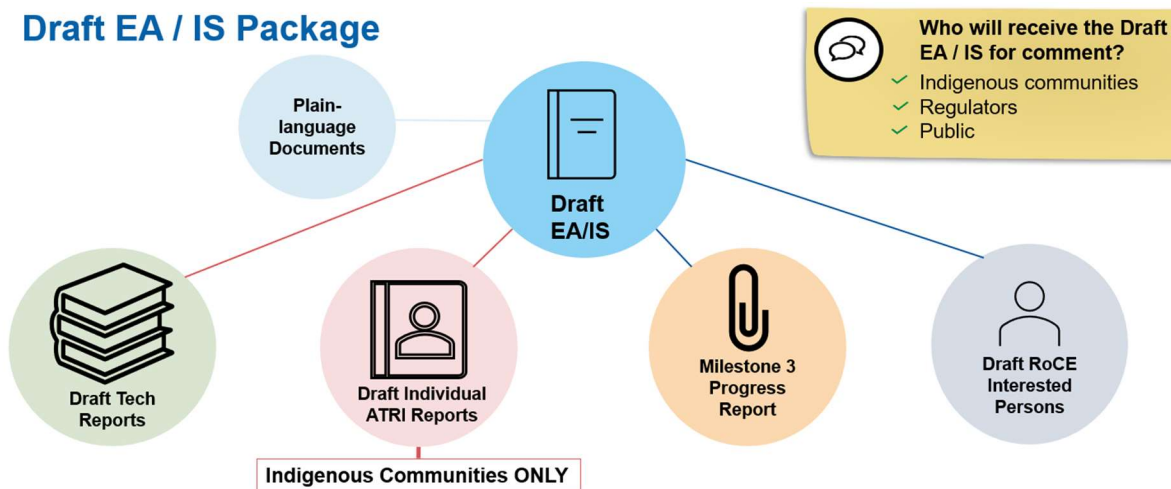 Draft EA / IS Package
Who will receive the Draft
EA / IS for comment?
Indigenous communities
Regulators
Public
Plain-
language
Documents
Draft
EA/IS
Draft Tech
Reports
Draft Individual
ATRI Reports
Milestone 3
Progress
Report
Draft RoCE
Interested
Persons
Indigenous Communities ONLY